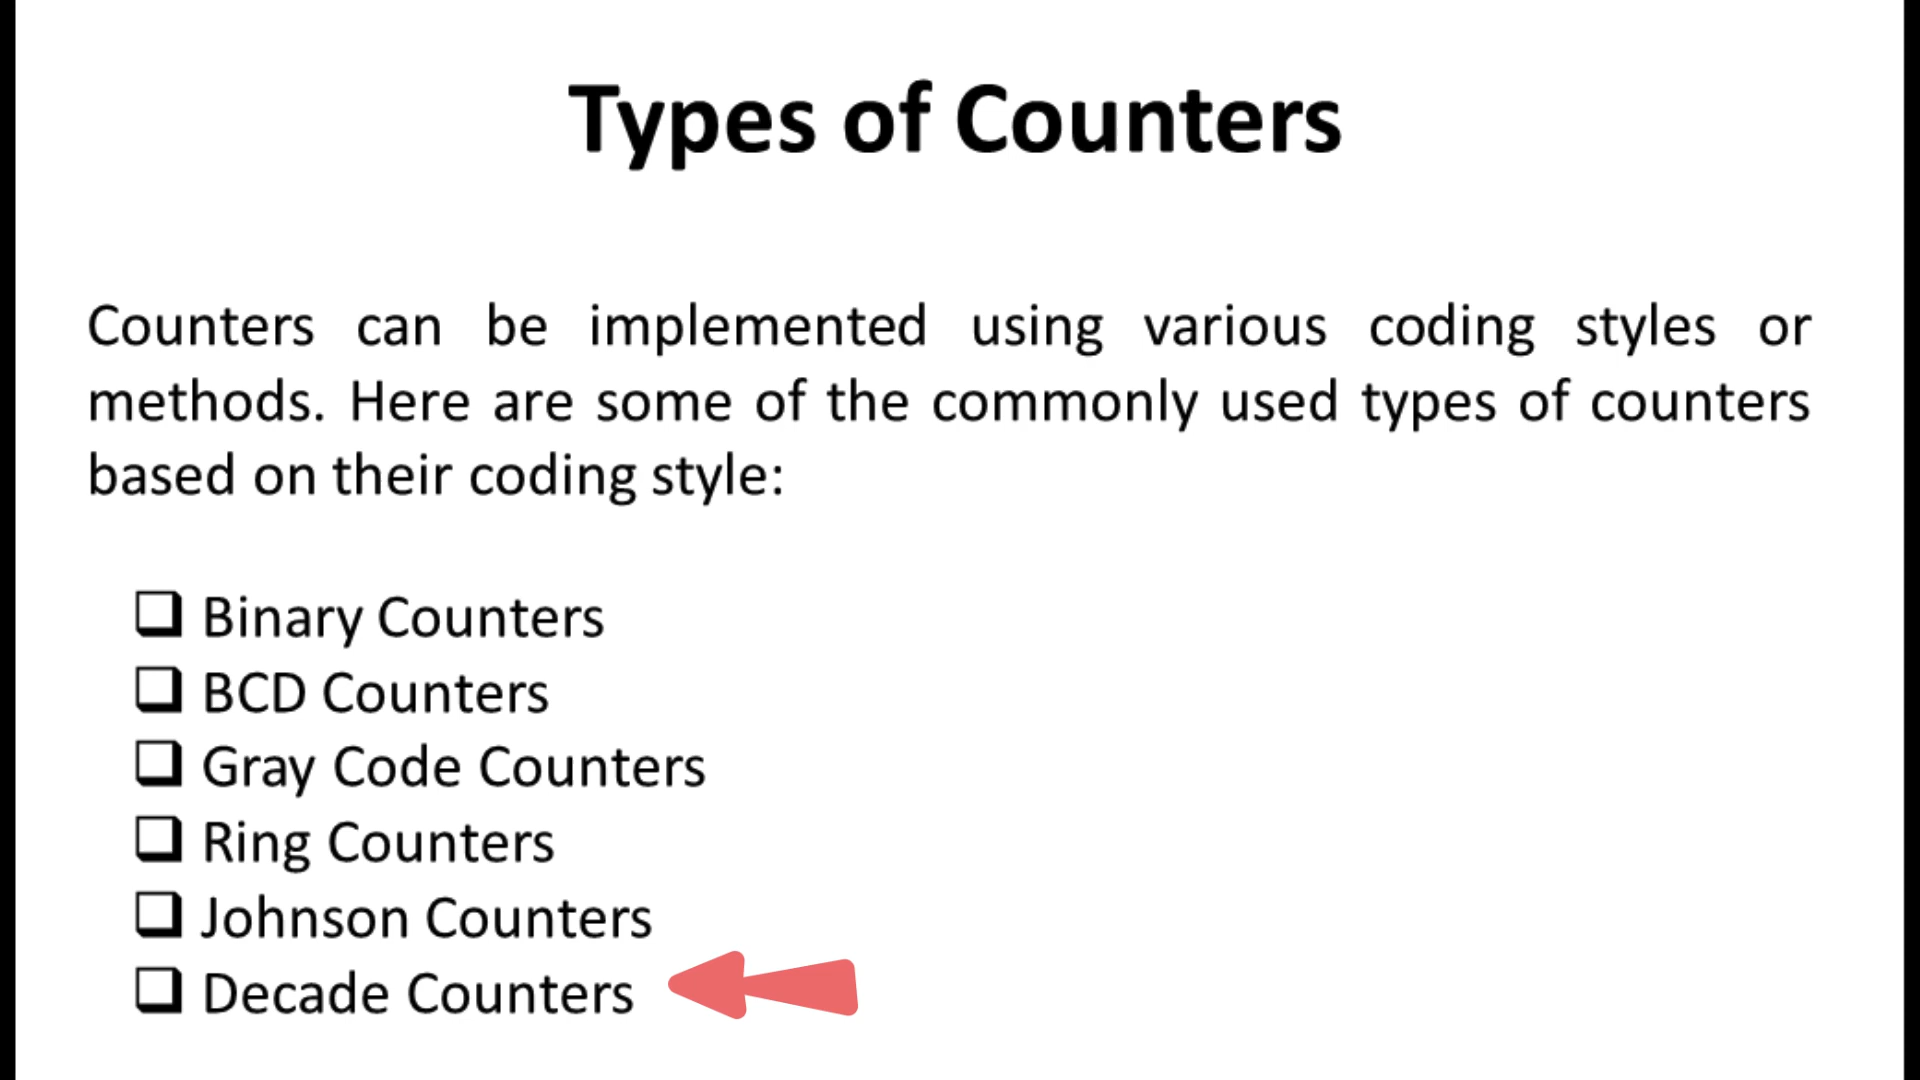 Types of Counters
Counters can be implemented using various coding styles or
methods. Here are some of the commonly used types of counters
based on their coding style:
Binary Counters
BCD Counters
Gray Code Counters
Ring Counters
Johnson Counters
Decade Counters